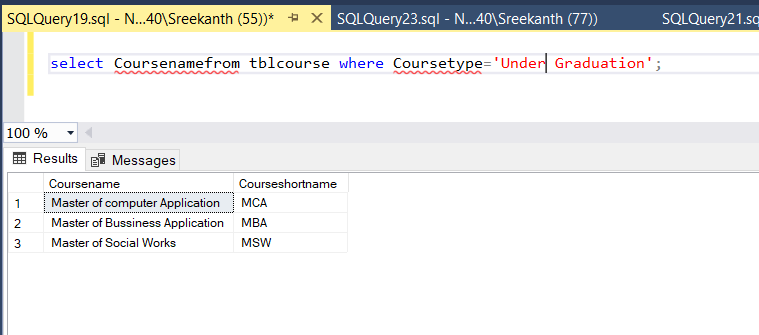 SQLQuery19.sql - N...40\Sreekanth (55))* SQLQuery23.sql - N...40\Sreekanth (77)) SQLQuery21.sq
select Coursenamefrom tblcourse where Coursetype='Under Graduation';
100 %
Results Messages
Coursename Courseshortname
1 Master of computer Application MCA
2 Master of Bussiness Application MBA
3 Master of Social Works MSW